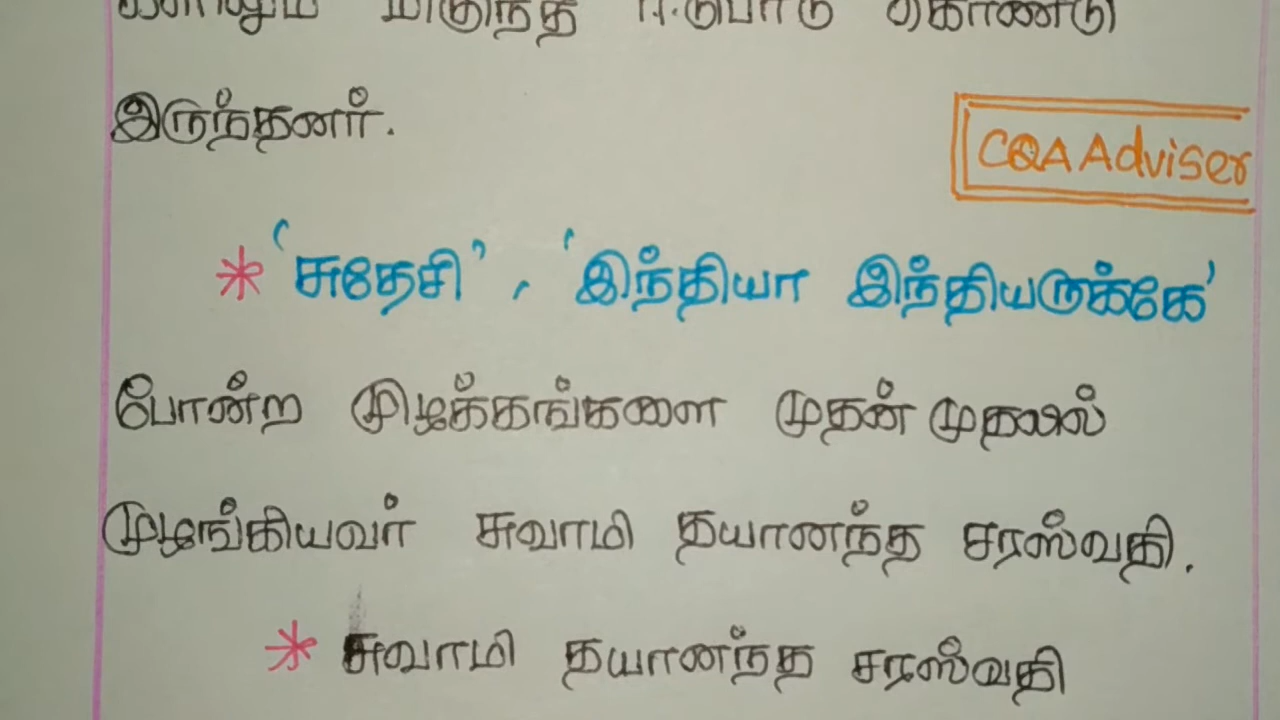 மிகுந்த ஈடுபாடு கொண்டு
இருந்தனர்.
CQA Adviser
* 'சுதேசி', 'இந்தியா இந்தியருக்கே'
போன்ற முழக்கங்களை முதன் முதலில்
முழங்கியவர் சுவாமி தயானந்த சரஸ்வதி.
* சுவாமி தயானந்த சரஸ்வதி